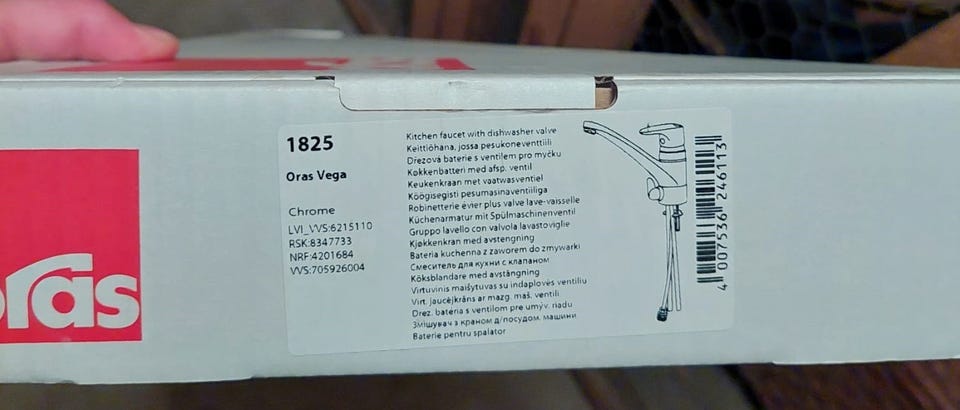 oras
1825
Oras Vega
Chrome
LVI_VVS:6215110
RSK:8347733
NRF:4201684
VVS:705926004
Kitchen faucet with dishwasher valve
Keittiöhana, jossa pesukoneventtiili
Dřezová baterie s ventilem pro myčku
Køkkenbatteri med afsp. ventil
Keukenkraan met vaatwasventiel
Köögisegisti pesumasinaventiiliga
Robinetterie évier plus valve lave-vaisselle
Küchenarmatur mit Spülmaschinenventil
Gruppo lavello con valvola lavastoviglie
Kjøkkenkran med avstengning
Bateria kuchenna z zaworem do zmywarki
Смеситель для кухни с клапаном
Köksblandare med avstängning
Virtuvinis maišytuvas su indaplovės ventiliu
Virt. jaucējkrāns ar mazg. maš. ventili
Drez. batéria s ventilom pre umýv. riadu
Змішувач з краном д/посудом. машини
Baterie pentru spalator
4 007536 246113